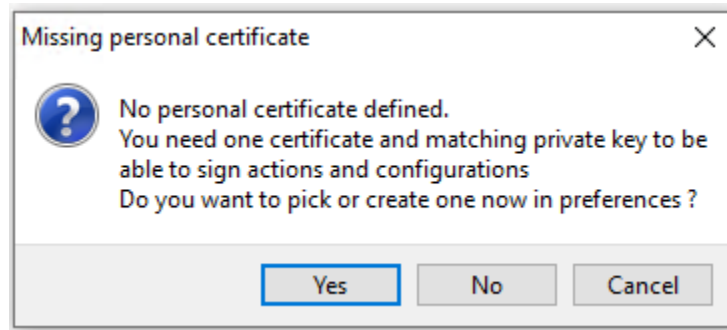 Missing personal certificate
No personal certificate defined.
You need one certificate and matching private key to be
able to sign actions and configurations
Do you want to pick or create one now in preferences ?
Yes No Cancel